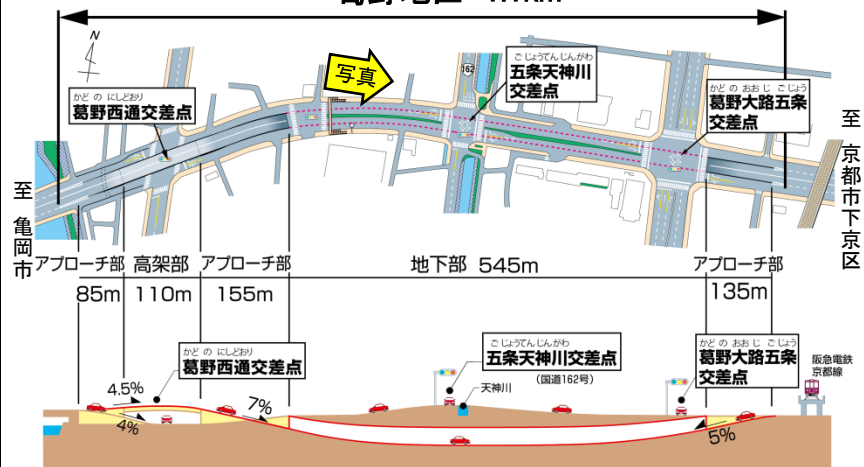 N
写真
162
ごじょうてんじんがわ
五条天神川
交差点
かどのにしどおり
葛野西通交差点
かどのおおじごじょう
葛野大路五条
交差点
至 亀岡市
至 京都市下京区
アプローチ部 高架部 アプローチ部 地下部 545m アプローチ部
85m 110m 155m 135m
かどのにしどおり
葛野西通交差点
ごじょうてんじんがわ
五条天神川交差点
(国道162号)
天神川
かどのおおじごじょう
葛野大路五条
交差点
阪急電鉄
京都線
4.5%
4%
7%
5%